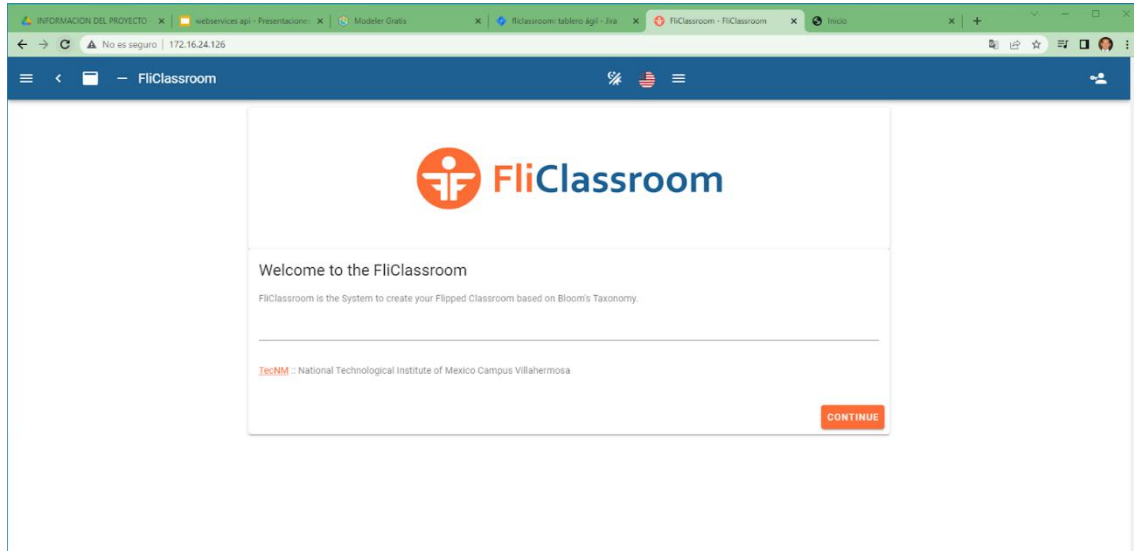 INFORMACION DEL PROYECTO
webservices api - Presentaciones
Modeler Gratis
fliclassroom: tablero ágil - Jira
FliClassroom - FliClassroom
Inicio
No es seguro
172.16.24.126
FliClassroom
FliClassroom
Welcome to the FliClassroom
FliClassroom is the System to create your Flipped Classroom based on Bloom's Taxonomy.
TecNM :: National Technological Institute of Mexico Campus Villahermosa
CONTINUE